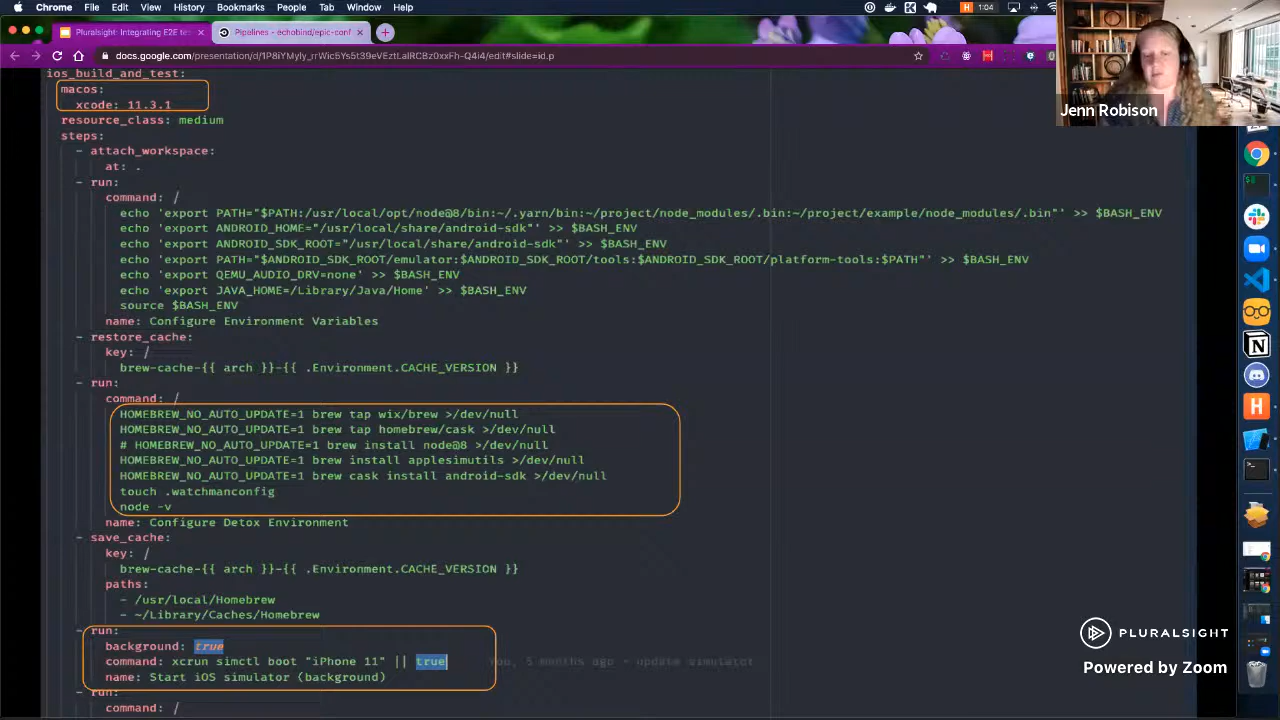 Chrome File Edit View History Bookmarks People Tab Window Help 1:04
Pluralsight: Integrating E2E te
Pipelines - echobind/epic-conf
docs.google.com/presentation/d/1P8iYMyly_rrWic5Ys5t39eVEztLaIRCBz0xxFh-Q4i4/edit#slide=id.p
ios_build_and_test:
macos:
xcode: 11.3.1
resource_class: medium
steps:
- attach_workspace:
at: .
- run:
command: /
echo 'export PATH="$PATH:/usr/local/opt/node@8/bin:~/.yarn/bin:~/project/node_modules/.bin:~/project/example/node_modules/.bin"' >> $BASH_ENV
echo 'export ANDROID_HOME="/usr/local/share/android-sdk"' >> $BASH_ENV
echo 'export ANDROID_SDK_ROOT="/usr/local/share/android-sdk"' >> $BASH_ENV
echo 'export PATH="$ANDROID_SDK_ROOT/emulator:$ANDROID_SDK_ROOT/tools:$ANDROID_SDK_ROOT/platform-tools:$PATH"' >> $BASH_ENV
echo 'export QEMU_AUDIO_DRV=none' >> $BASH_ENV
echo 'export JAVA_HOME=/Library/Java/Home' >> $BASH_ENV
source $BASH_ENV
name: Configure Environment Variables
- restore_cache:
key: /
brew-cache-{{ arch }}-{{ .Environment.CACHE_VERSION }}
- run:
command: /
HOMEBREW_NO_AUTO_UPDATE=1 brew tap wix/brew >/dev/null
HOMEBREW_NO_AUTO_UPDATE=1 brew tap homebrew/cask >/dev/null
# HOMEBREW_NO_AUTO_UPDATE=1 brew install node@8 >/dev/null
HOMEBREW_NO_AUTO_UPDATE=1 brew install applesimutils >/dev/null
HOMEBREW_NO_AUTO_UPDATE=1 brew cask install android-sdk >/dev/null
touch .watchmanconfig
node -v
name: Configure Detox Environment
- save_cache:
key: /
brew-cache-{{ arch }}-{{ .Environment.CACHE_VERSION }}
paths:
- /usr/local/Homebrew
- ~/Library/Caches/Homebrew
- run:
background: true
command: xcrun simctl boot "iPhone 11" || true You, 5 months ago • update simulator
name: Start iOS simulator (background)
- run:
command: /
Jenn Robison
PLURALSIGHT
Powered by Zoom